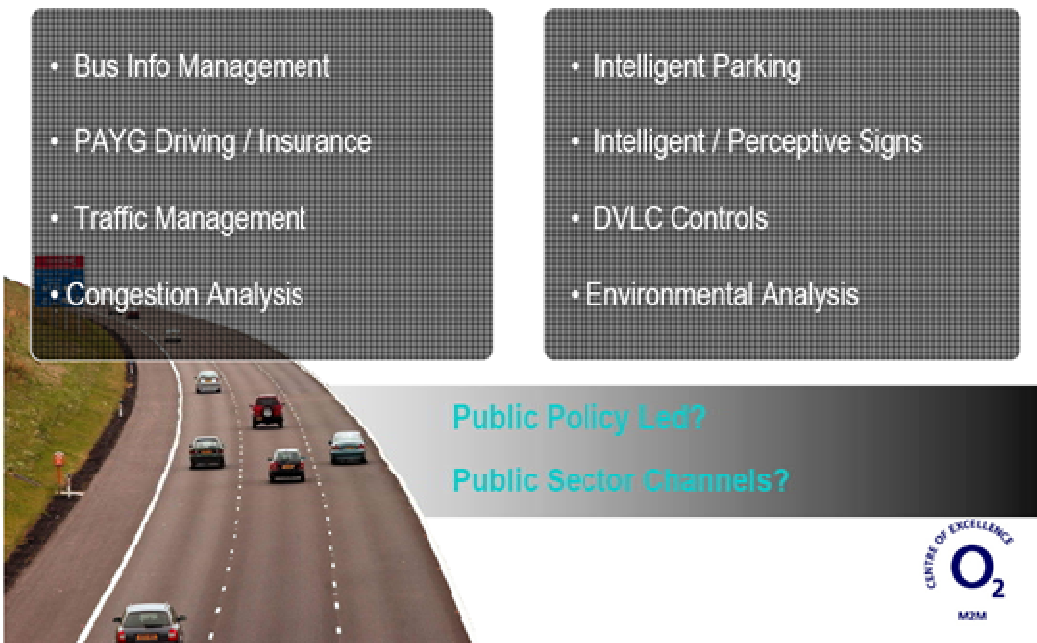 • Bus Info Management
• PAYG Driving / Insurance
• Traffic Management
• Congestion Analysis
• Intelligent Parking
• Intelligent / Perceptive Signs
• DVLC Controls
• Environmental Analysis
Public Policy Led?
Public Sector Channels?
CENTRE OF EXCELLENCE
O2
M2M